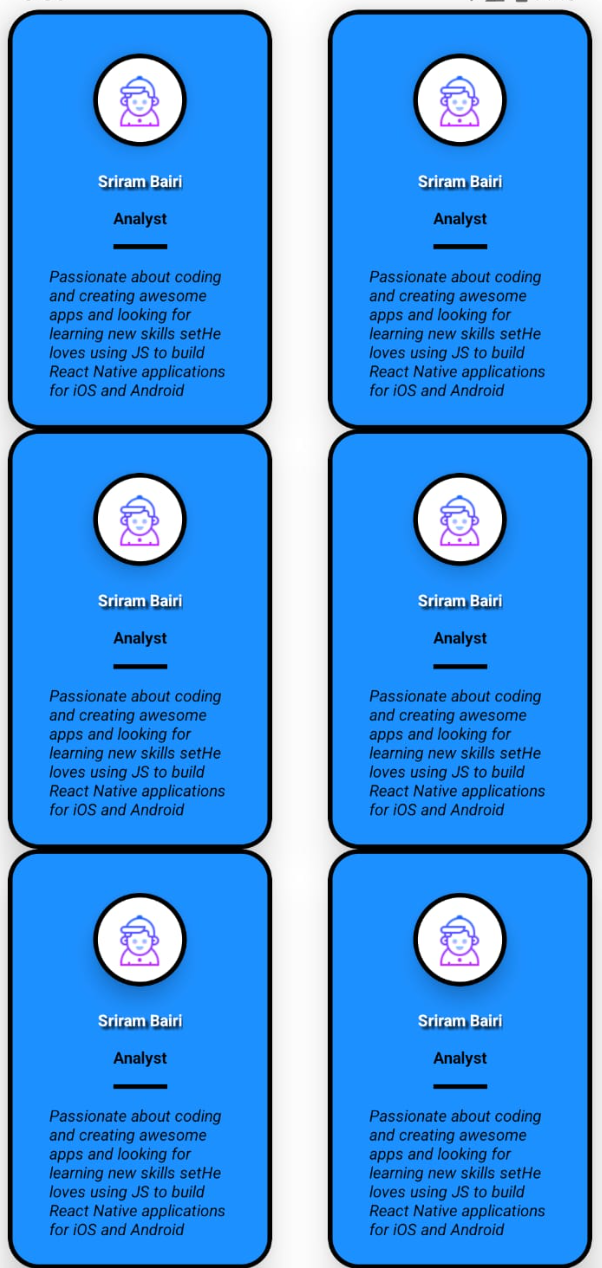 Sriram Bairi
Analyst
Passionate about coding
and creating awesome
apps and looking for
learning new skills setHe
loves using JS to build
React Native applications
for iOS and Android
Sriram Bairi
Analyst
Passionate about coding
and creating awesome
apps and looking for
learning new skills setHe
loves using JS to build
React Native applications
for iOS and Android
Sriram Bairi
Analyst
Passionate about coding
and creating awesome
apps and looking for
learning new skills setHe
loves using JS to build
React Native applications
for iOS and Android
Sriram Bairi
Analyst
Passionate about coding
and creating awesome
apps and looking for
learning new skills setHe
loves using JS to build
React Native applications
for iOS and Android
Sriram Bairi
Analyst
Passionate about coding
and creating awesome
apps and looking for
learning new skills setHe
loves using JS to build
React Native applications
for iOS and Android
Sriram Bairi
Analyst
Passionate about coding
and creating awesome
apps and looking for
learning new skills setHe
loves using JS to build
React Native applications
for iOS and Android